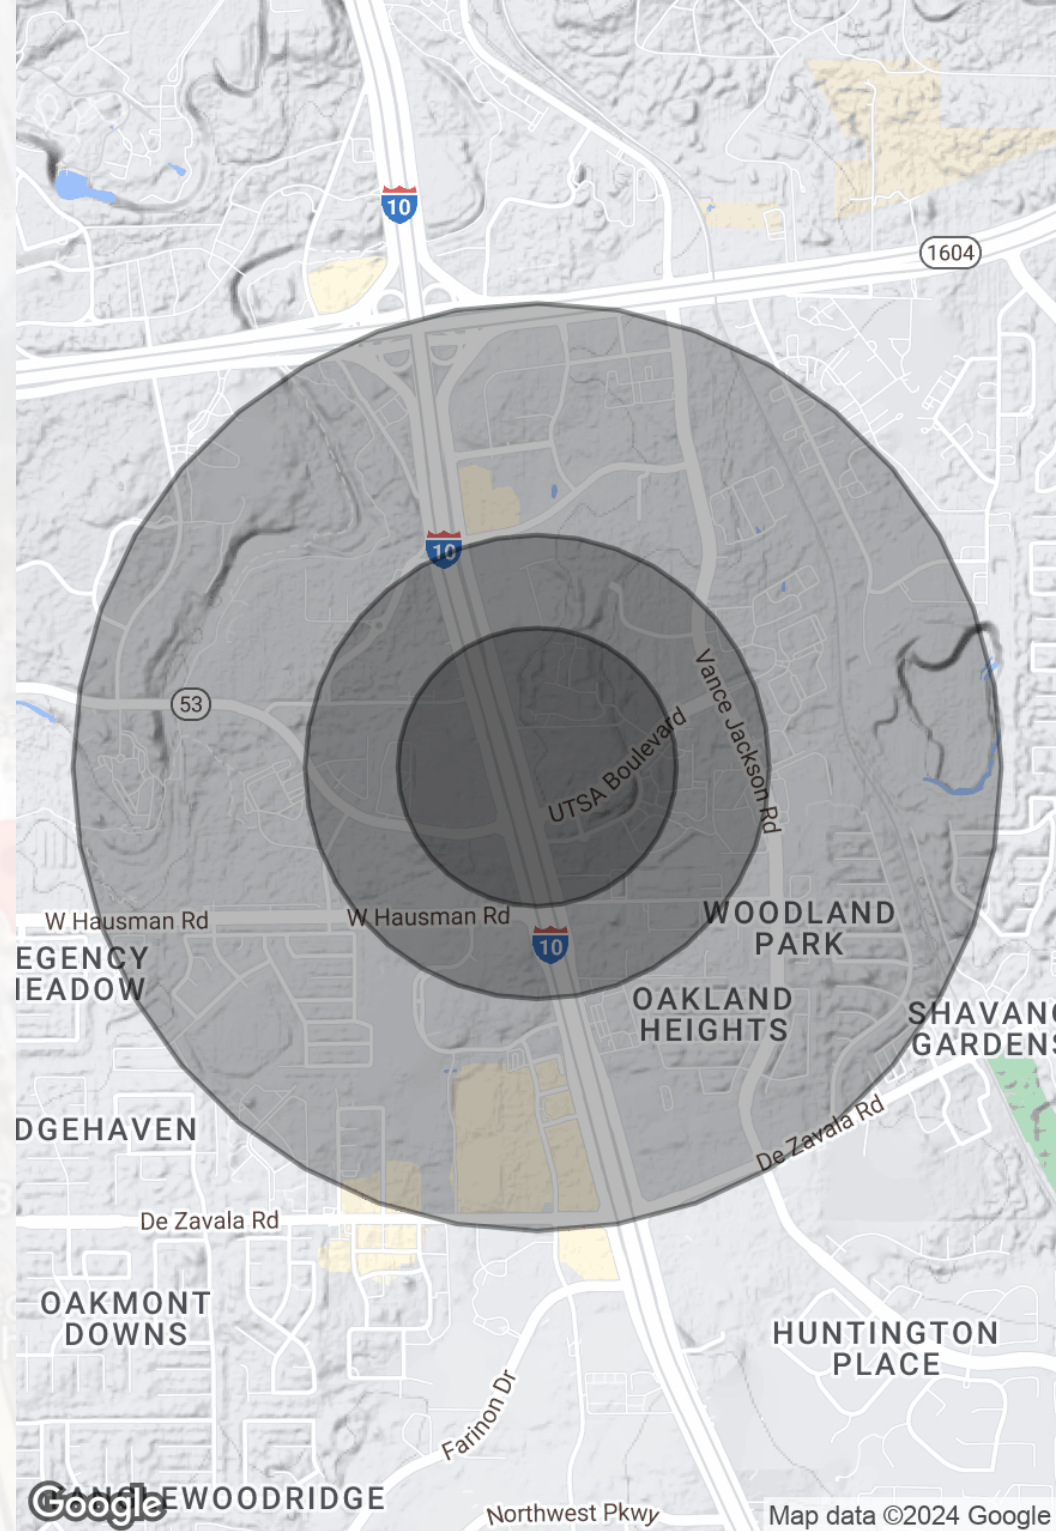 10
1604
10
53
Vance Jackson Rd
UTSA Boulevard
W Hausman Rd
W Hausman Rd
WOODLAND
PARK
10
EGENCY
IEADOW
OAKLAND
HEIGHTS
SHAVANO
GARDENS
DGEHAVEN
De Zavala Rd
De Zavala Rd
OAKMONT
DOWNS
HUNTINGTON
PLACE
Farinon Dr
EWOODRIDGE
Google
Northwest Pkwy
Map data ©2024 Google